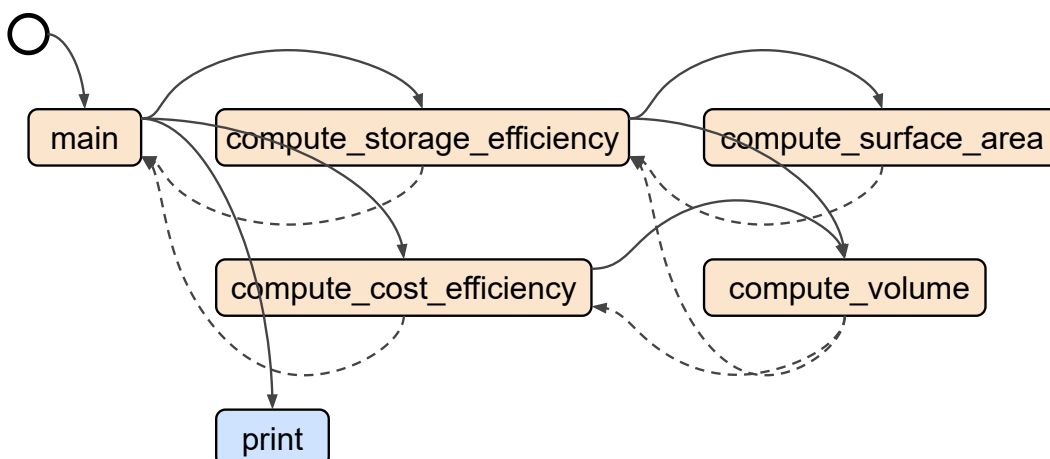 main
compute_storage_efficiency
compute_surface_area
compute_cost_efficiency
compute_volume
print